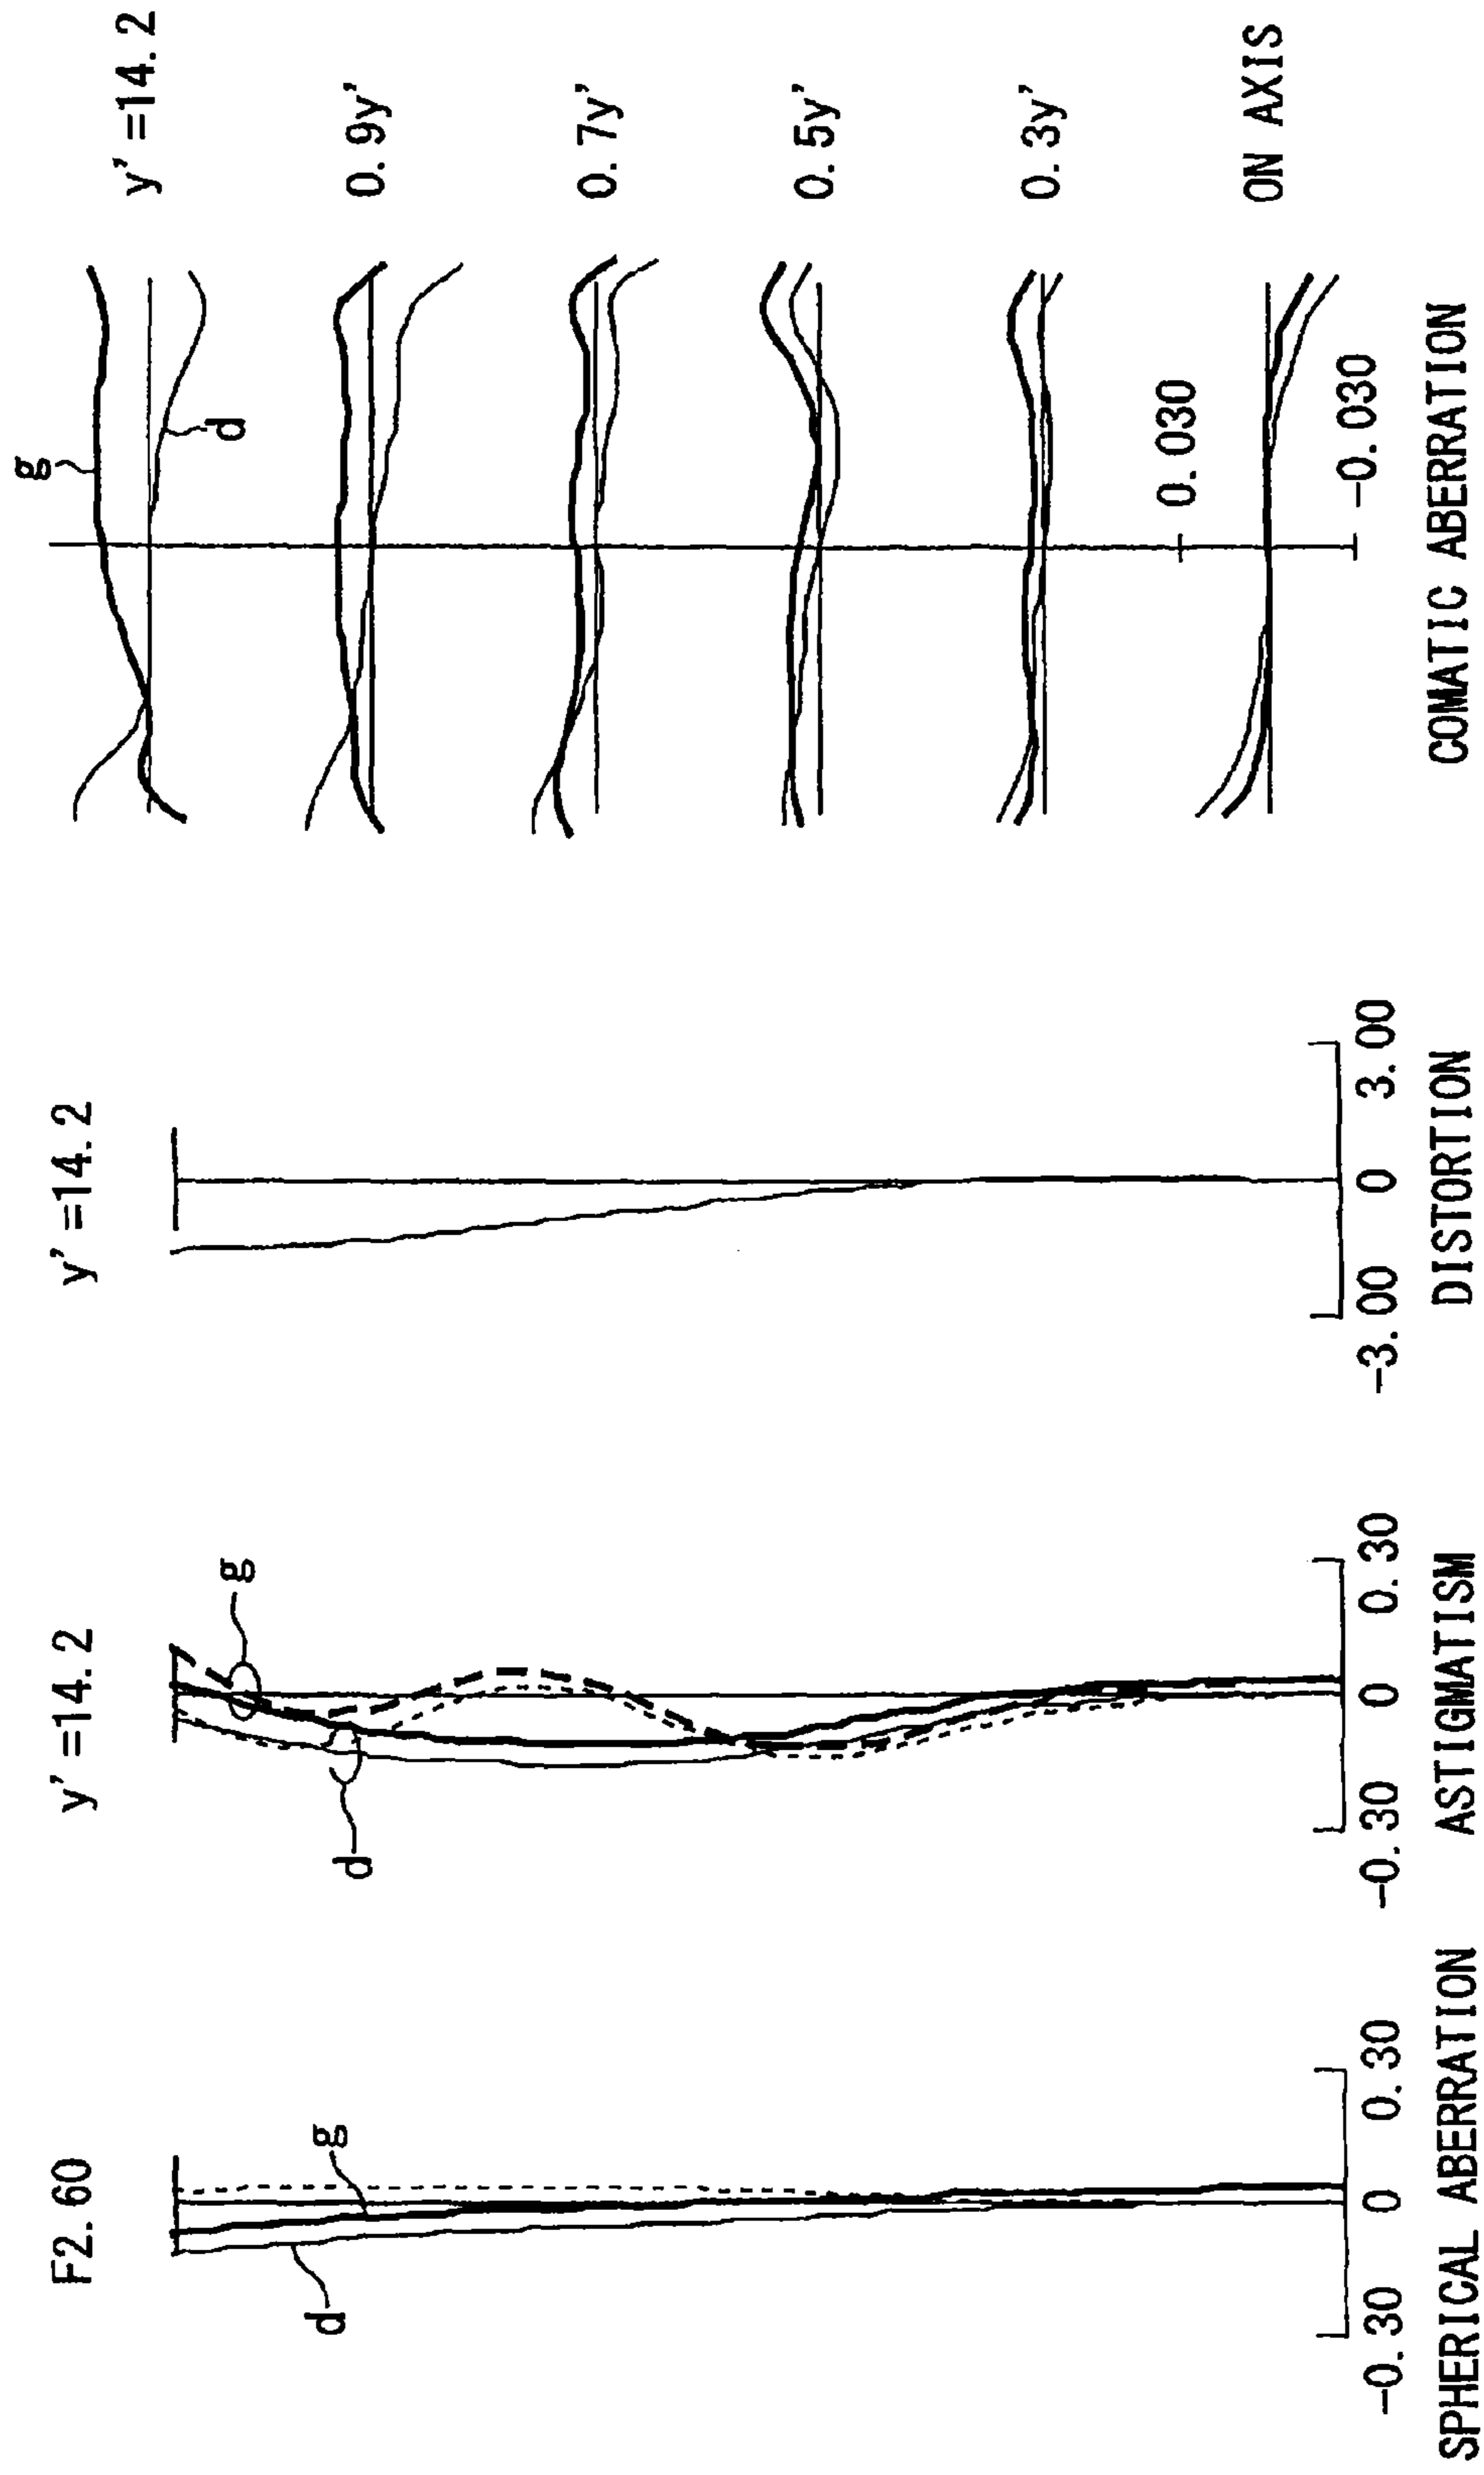 F2.60
g
d
-0.30
0
0.30
SPHERICAL ABERRATION
y'=14.2
g
d
-0.30
0
0.30
ASTIGMATISM
y'=14.2
-3.00
0
3.00
DISTORTION
g
d
y'=14.2
0.9y'
0.7y'
0.5y'
0.3y'
0.030
ON AXIS
-0.030
COMATIC ABERRATION